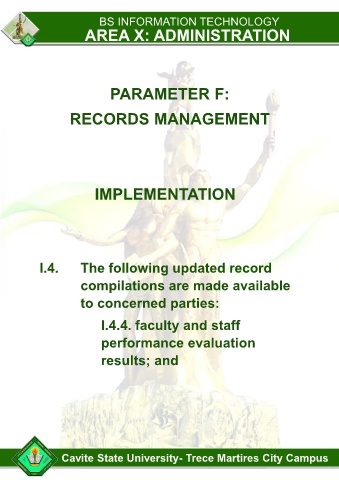 BS INFORMATION TECHNOLOGY
AREA X: ADMINISTRATION
PARAMETER F:
RECORDS MANAGEMENT
IMPLEMENTATION
I.4. The following updated record
compilations are made available
to concerned parties:
I.4.4. faculty and staff
performance evaluation
results; and
Cavite State University- Trece Martires City Campus